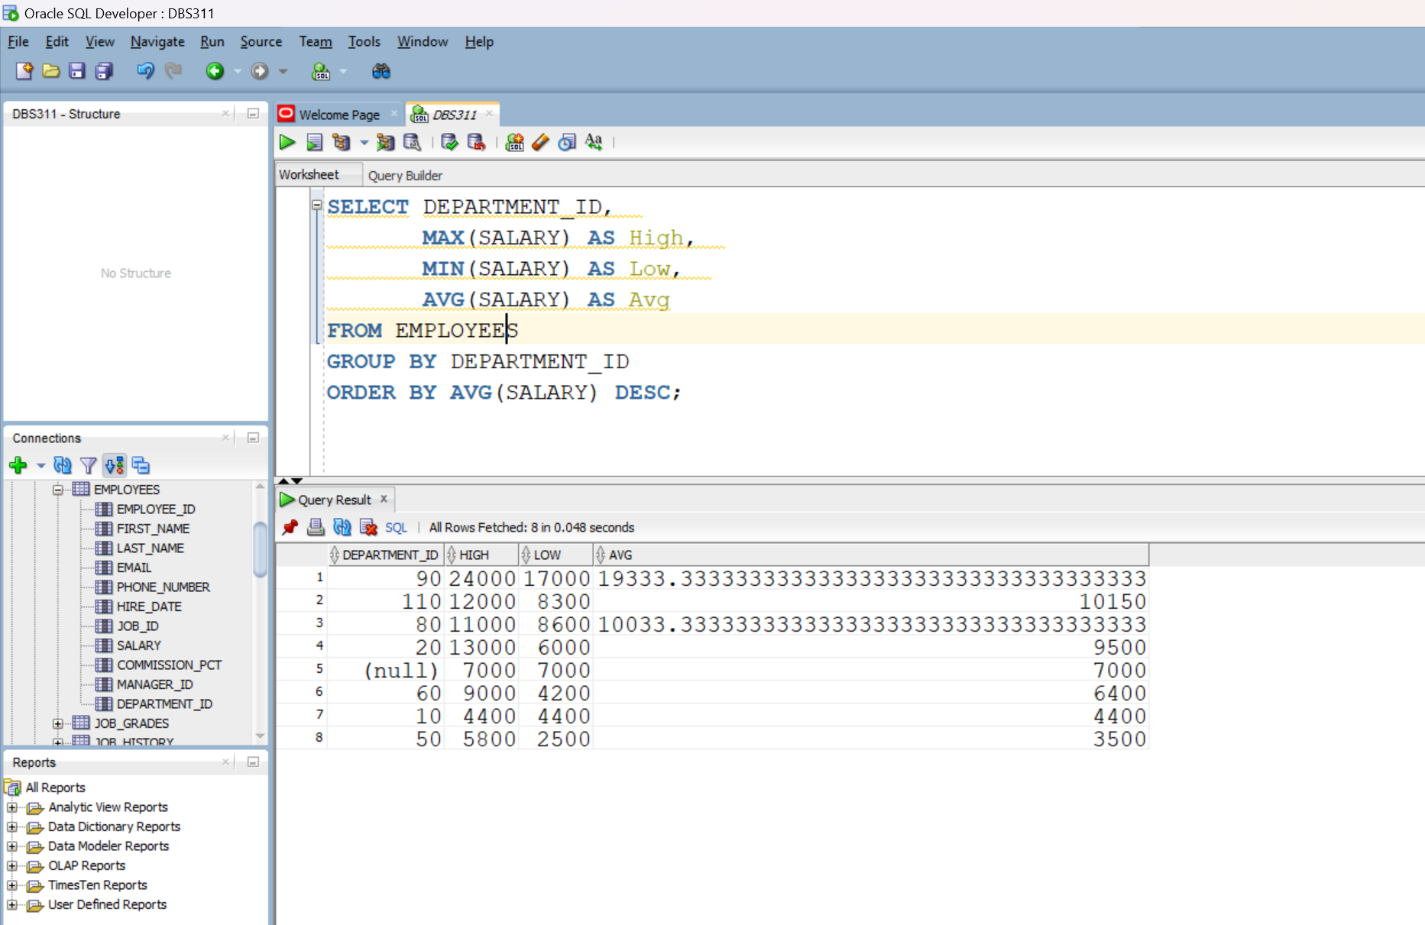 Oracle SQL Developer : DBS311
File Edit View Navigate Run Source Team Tools Window Help
DBS311 - Structure
No Structure
Connections
EMPLOYEES
EMPLOYEE_ID
FIRST_NAME
LAST_NAME
EMAIL
PHONE_NUMBER
HIRE_DATE
JOB_ID
SALARY
COMMISSION_PCT
MANAGER_ID
DEPARTMENT_ID
JOB_GRADES
JOB_HISTORY
Reports
All Reports
Analytic View Reports
Data Dictionary Reports
Data Modeler Reports
OLAP Reports
TimesTen Reports
User Defined Reports
Welcome Page DBS311
Worksheet Query Builder
SELECT DEPARTMENT_ID,
MAX(SALARY) AS High,
MIN(SALARY) AS Low,
AVG(SALARY) AS Avg
FROM EMPLOYEES
GROUP BY DEPARTMENT_ID
ORDER BY AVG(SALARY) DESC;
Query Result
SQL All Rows Fetched: 8 in 0.048 seconds
DEPARTMENT_ID HIGH LOW AVG
1 90 24000 17000 19333.3333333333333333333333333333333333
2 110 12000 8300 10150
3 80 11000 8600 10033.3333333333333333333333333333333333
4 20 13000 6000 9500
5 (null) 7000 7000 7000
6 60 9000 4200 6400
7 10 4400 4400 4400
8 50 5800 2500 3500